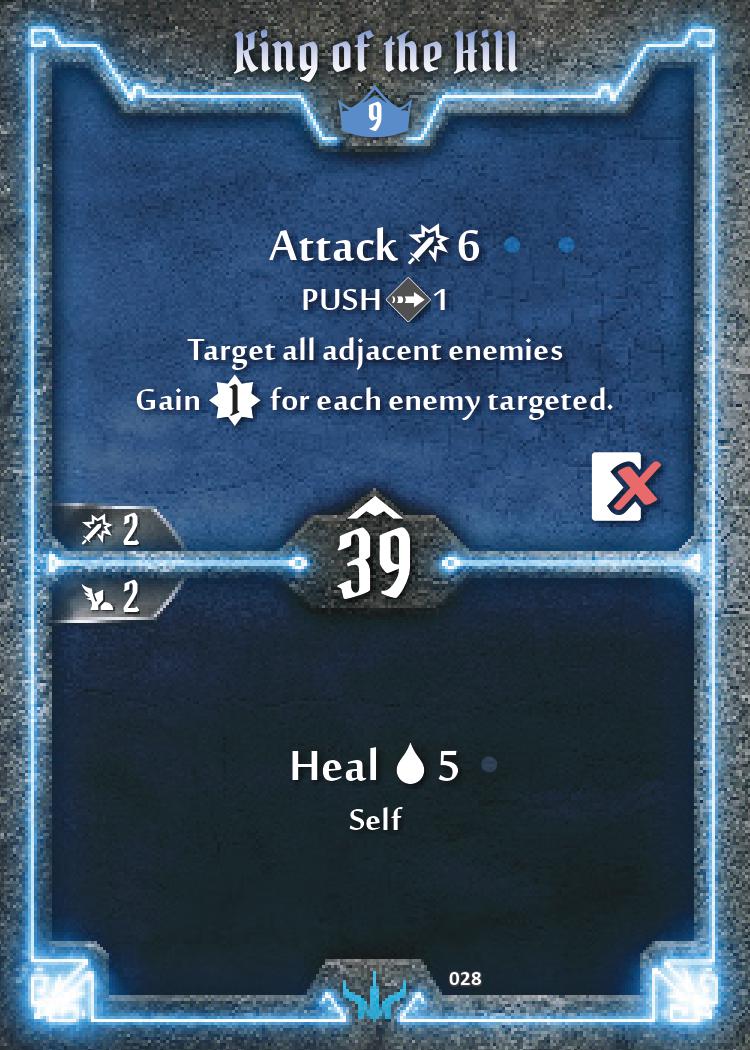 King of the Hill
9
Attack 6
PUSH 1
Target all adjacent enemies
Gain 1 for each enemy targeted.
2
39
2
Heal 5
Self
028